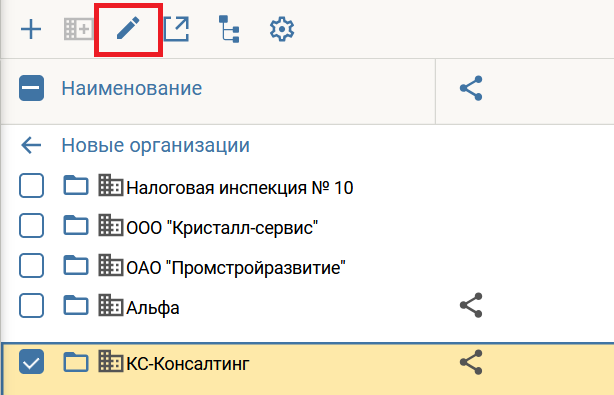 Наименование
Новые организации
Налоговая инспекция № 10
ООО "Кристалл-сервис"
ОАО "Промстройразвитие"
Альфа
КС-Консалтинг